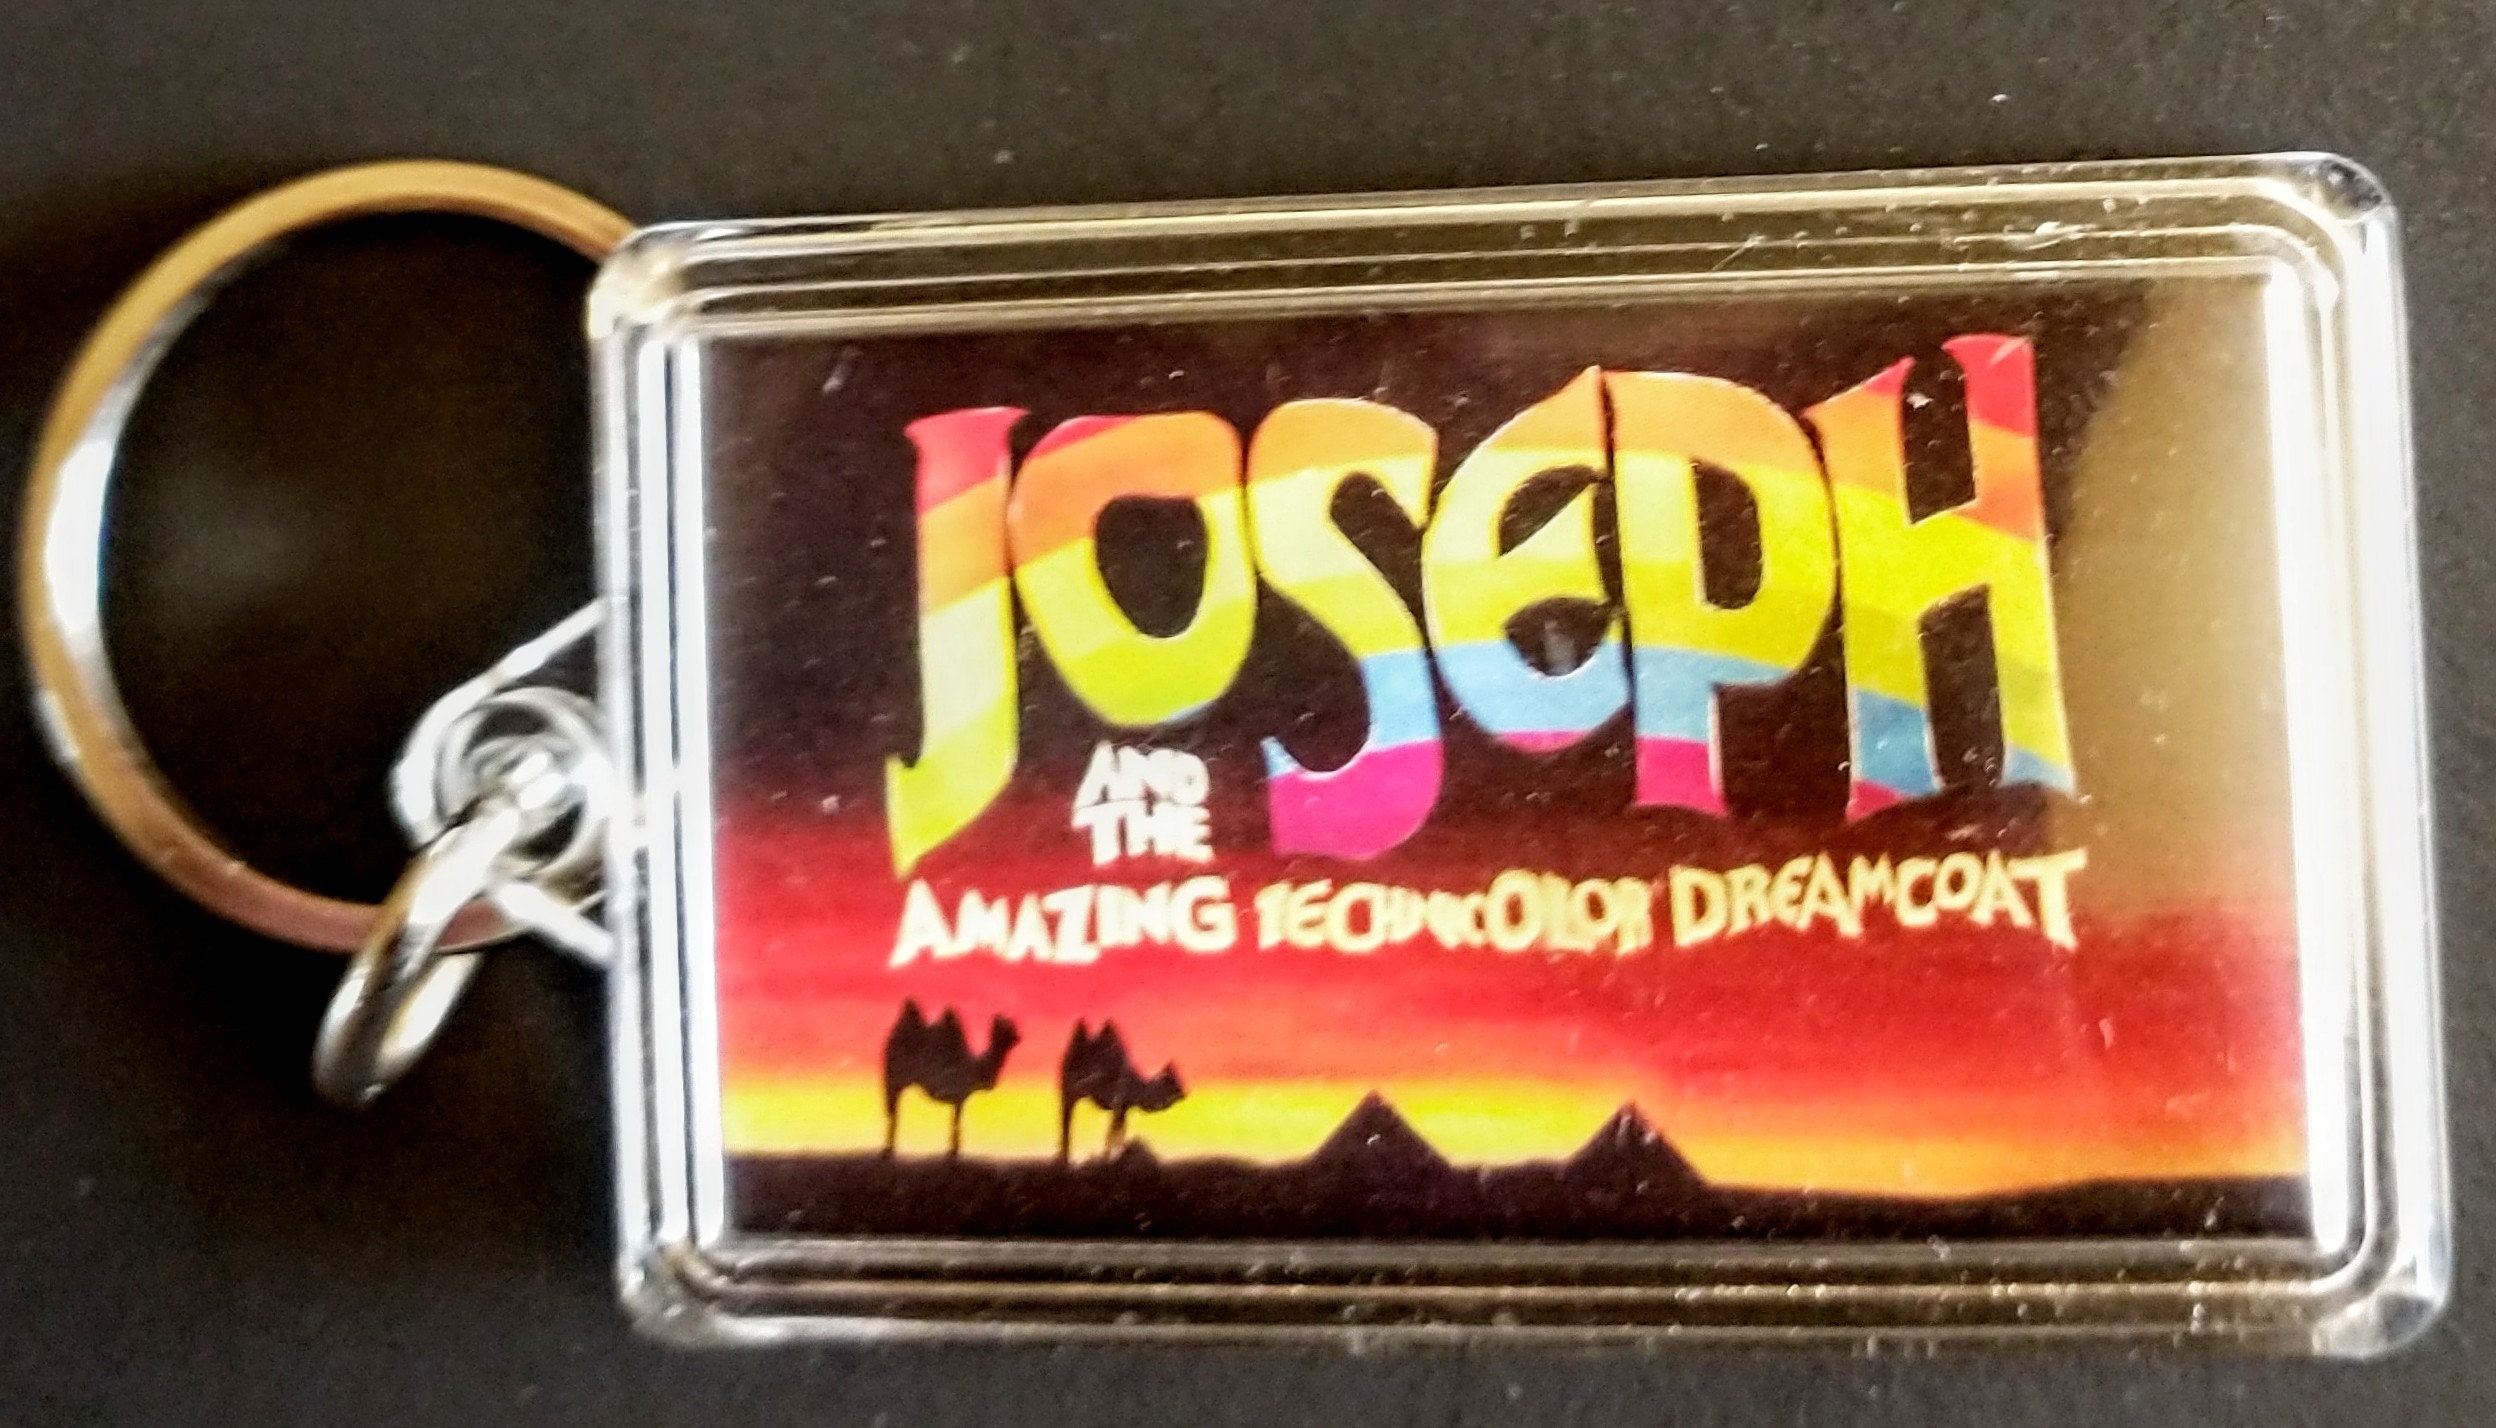 JOSEPH
AND
THE
AMAZING TECHNICOLOR DREAMCOAT